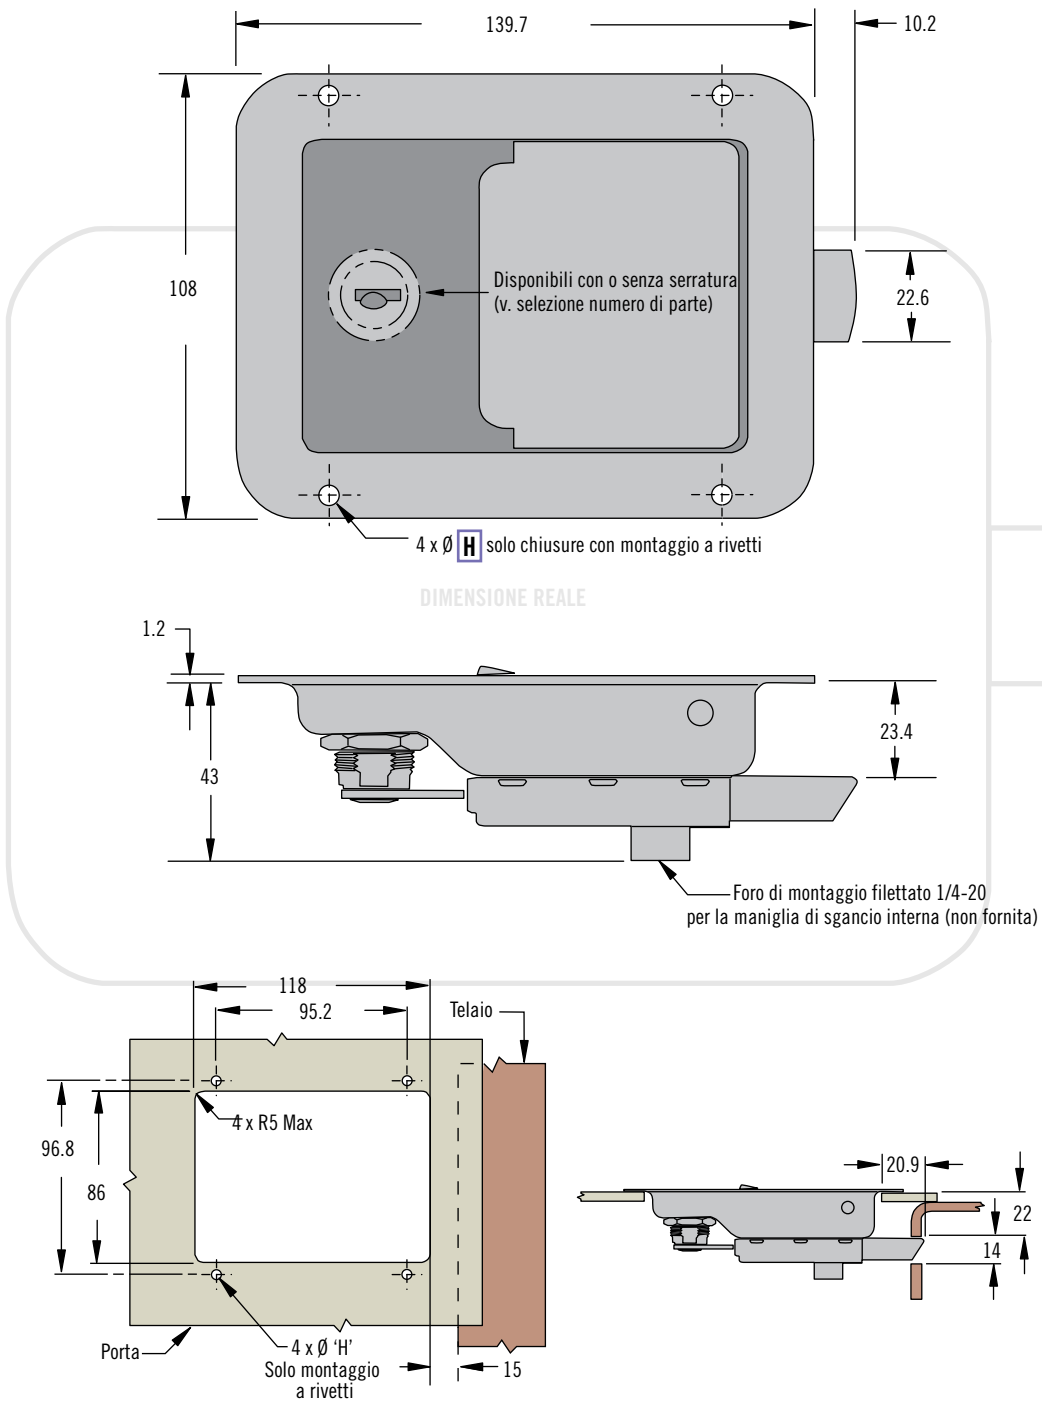 139.7
10.2
108
Disponibili con o senza serratura
(v. selezione numero di parte)
22.6
4 x Ø H solo chiusure con montaggio a rivetti
DIMENSIONE REALE
1.2
23.4
43
Foro di montaggio filettato 1/4-20
per la maniglia di sgancio interna (non fornita)
118
95.2
Telaio
4 x R5 Max
96.8
86
20.9
22
14
Porta
4 x Ø ‘H’
Solo montaggio
a rivetti
15